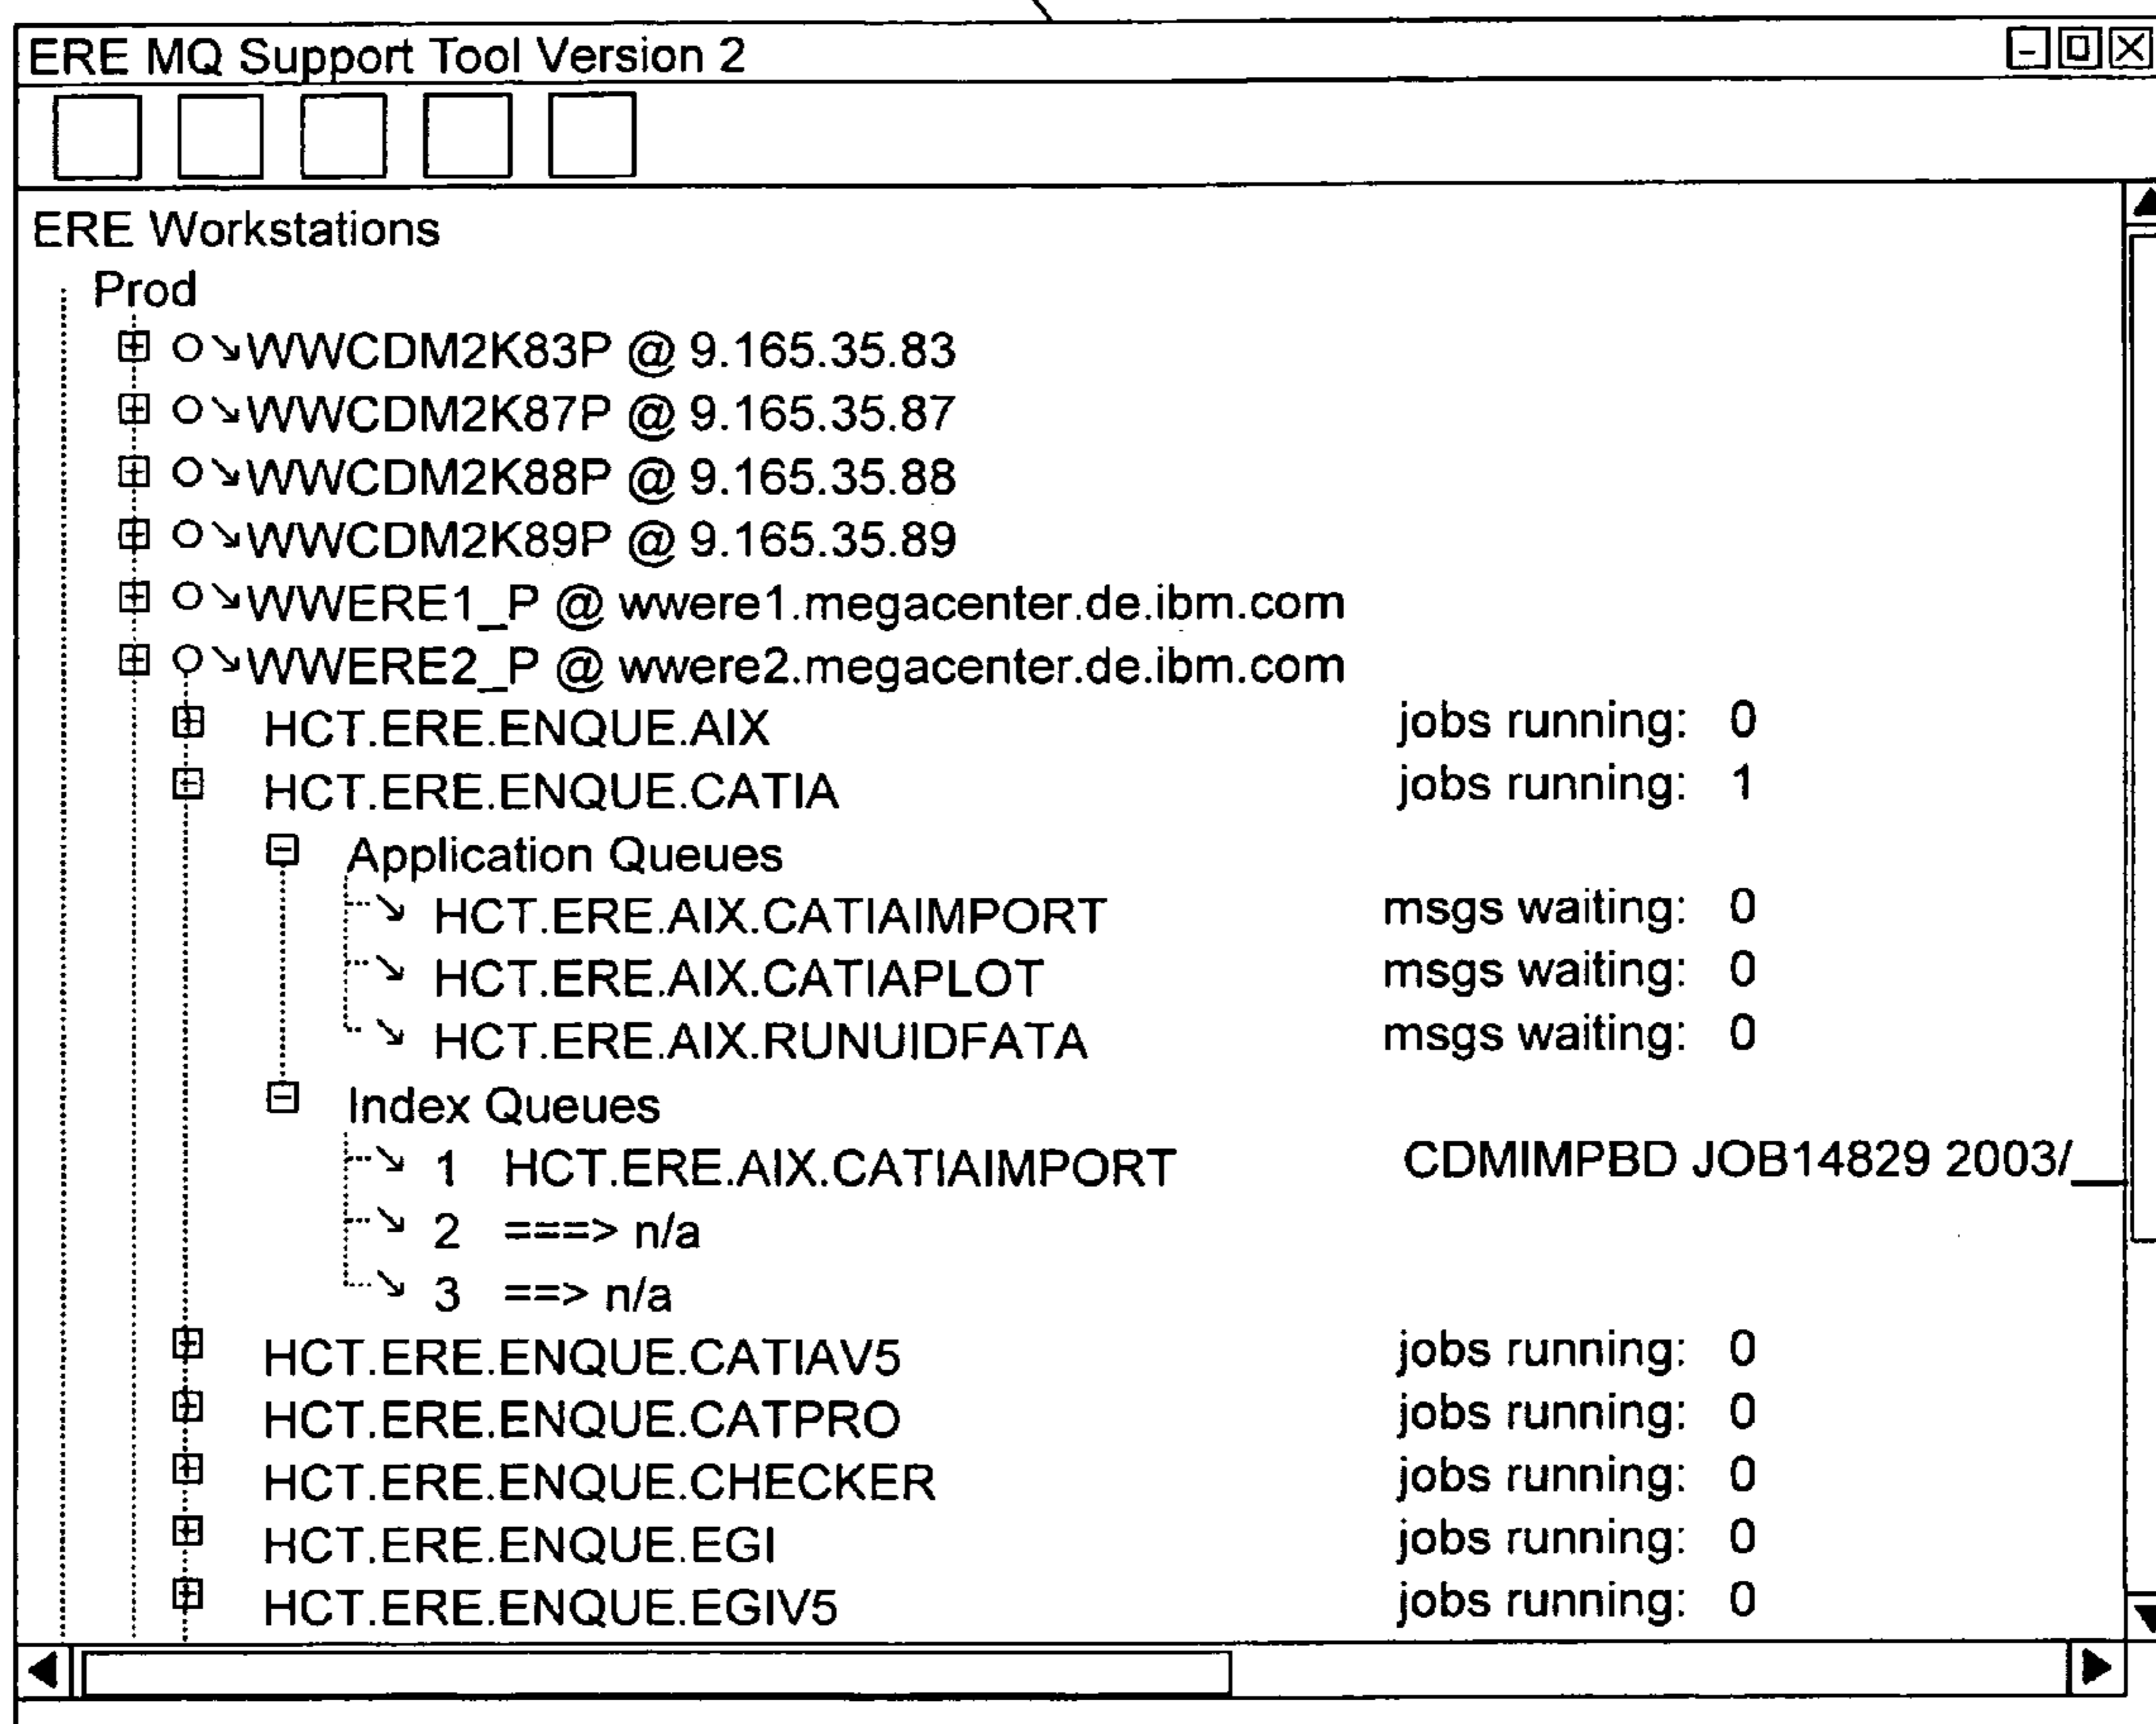 ERE MQ Support Tool Version 2
ERE Workstations
Prod
WWCDM2K83P @ 9.165.35.83
WWCDM2K87P @ 9.165.35.87
WWCDM2K88P @ 9.165.35.88
WWCDM2K89P @ 9.165.35.89
WWERE1_P @ wwere1.megacenter.de.ibm.com
WWERE2_P @ wwere2.megacenter.de.ibm.com
HCT.ERE.ENQUE.AIX jobs running: 0
HCT.ERE.ENQUE.CATIA jobs running: 1
Application Queues
HCT.ERE.AIX.CATIAIMPORT msgs waiting: 0
HCT.ERE.AIX.CATIAPLOT msgs waiting: 0
HCT.ERE.AIX.RUNUIDFATA msgs waiting: 0
Index Queues
1 HCT.ERE.AIX.CATIAIMPORT CDMIMPBD JOB14829 2003/__
2 ===> n/a
3 ==> n/a
HCT.ERE.ENQUE.CATIAV5 jobs running: 0
HCT.ERE.ENQUE.CATPRO jobs running: 0
HCT.ERE.ENQUE.CHECKER jobs running: 0
HCT.ERE.ENQUE.EGI jobs running: 0
HCT.ERE.ENQUE.EGIV5 jobs running: 0